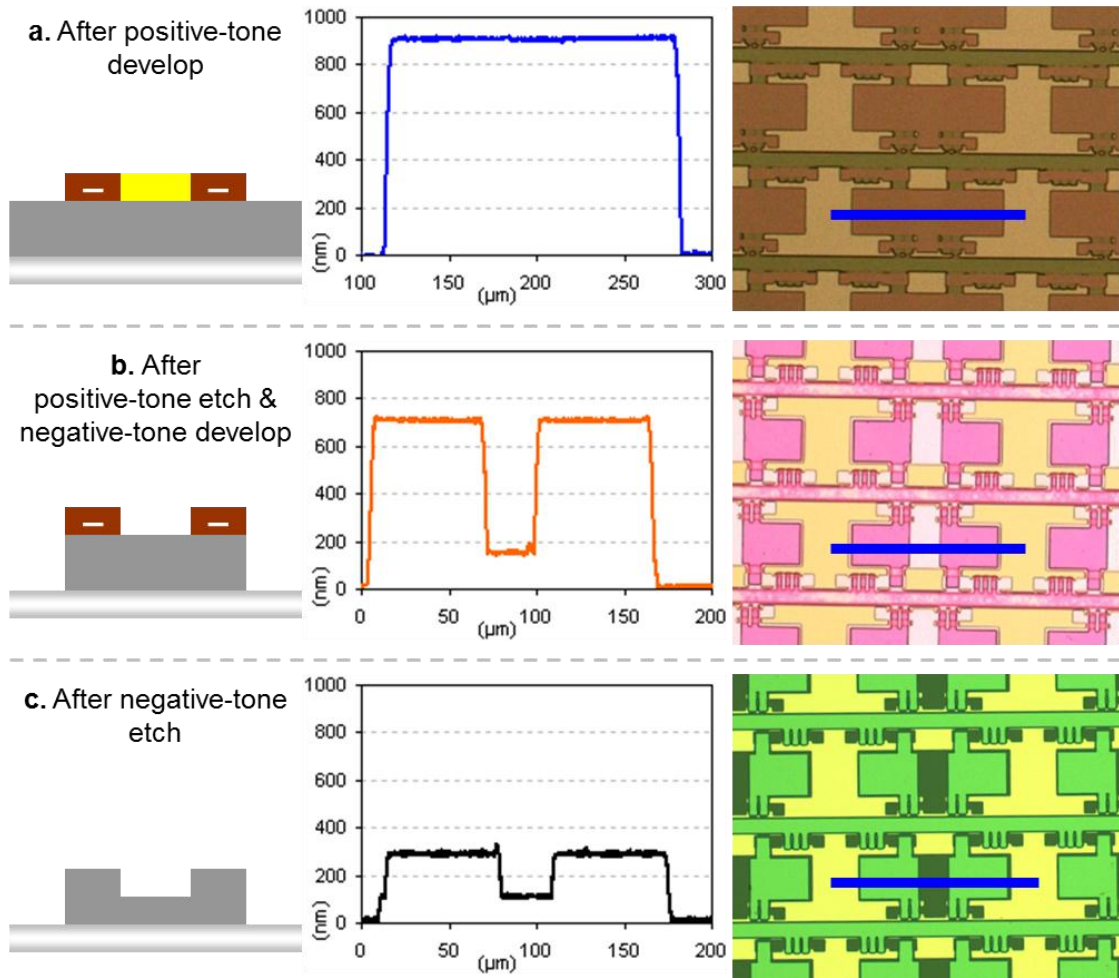 a. After positive-tone
develop
1000
800
600
400
200
0
(nm)
100
150
200
250
300
(µm)
b. After
positive-tone etch &
negative-tone develop
1000
800
600
400
200
0
(nm)
0
50
100
150
200
(µm)
c. After negative-tone
etch
1000
800
600
400
200
0
(nm)
0
50
100
150
200
(µm)